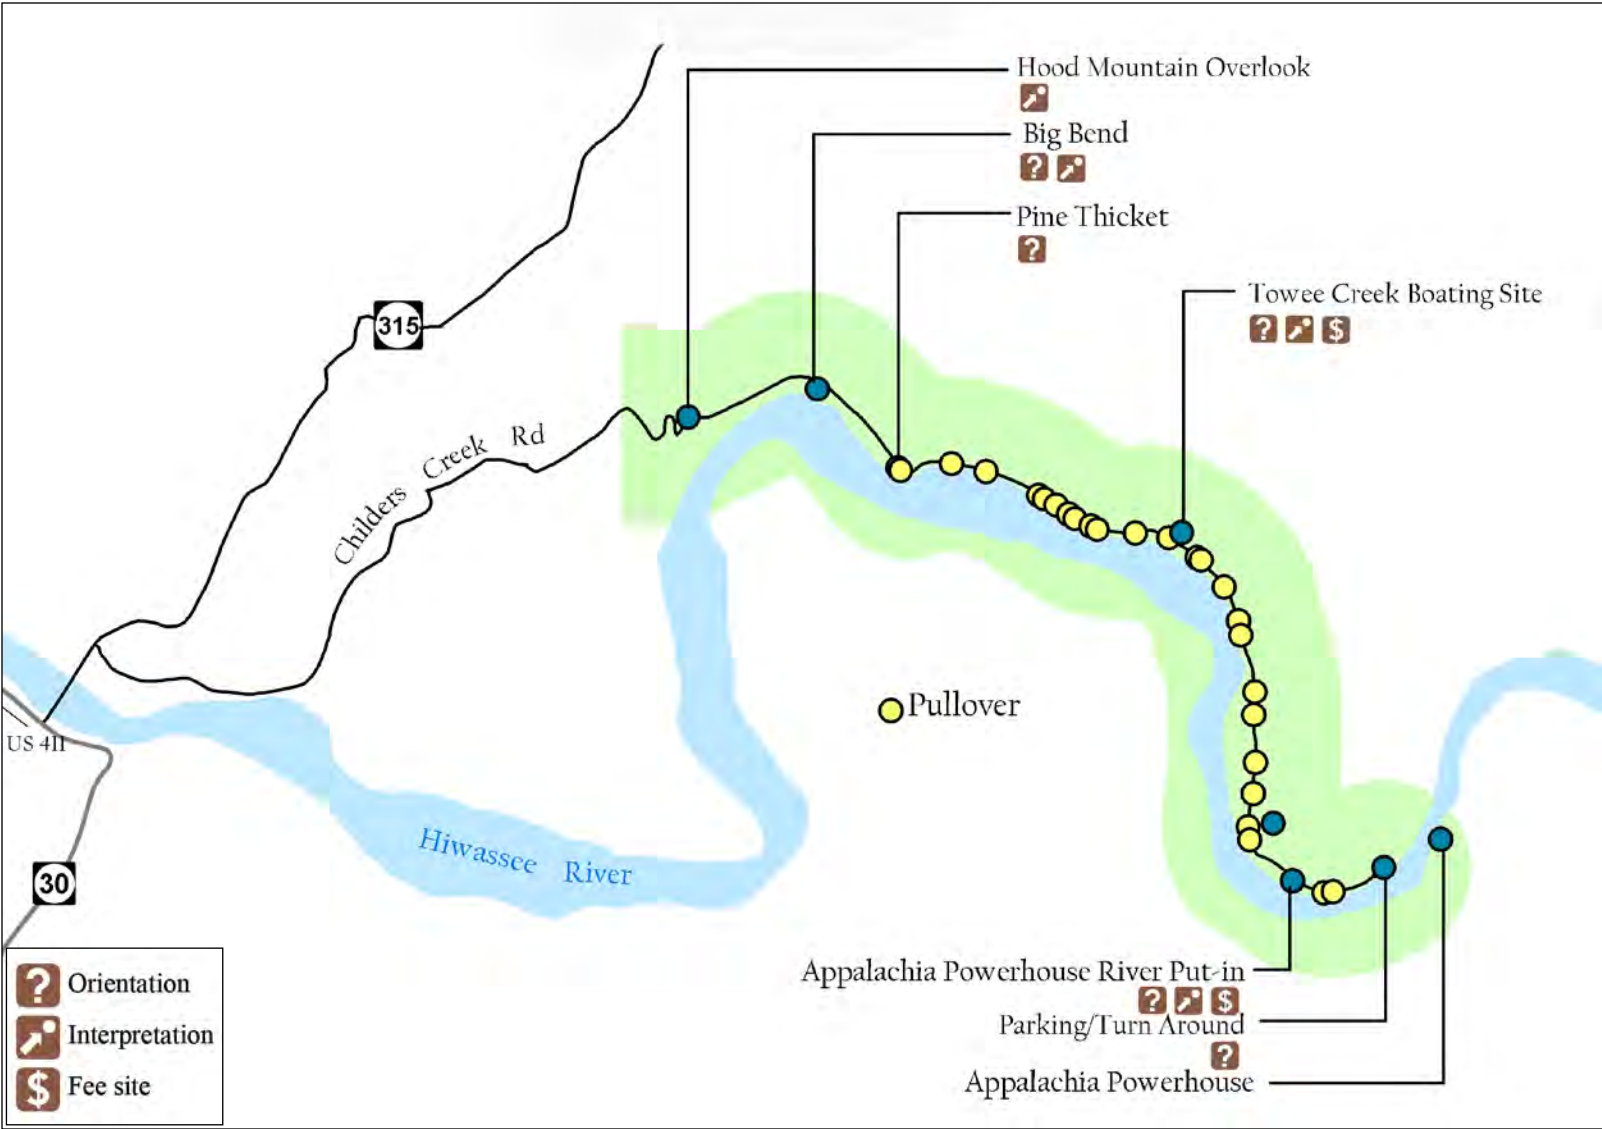 Hood Mountain Overlook
Big Bend
? 
Pine Thicket
?
Towee Creek Boating Site
? $
315
Childers Creek Rd
Pullover
US 411
Hiwassee River
30
Appalachia Powerhouse River Put-in
? $
Parking/Turn Around
?
Appalachia Powerhouse
? Orientation
Interpretation
$ Fee site